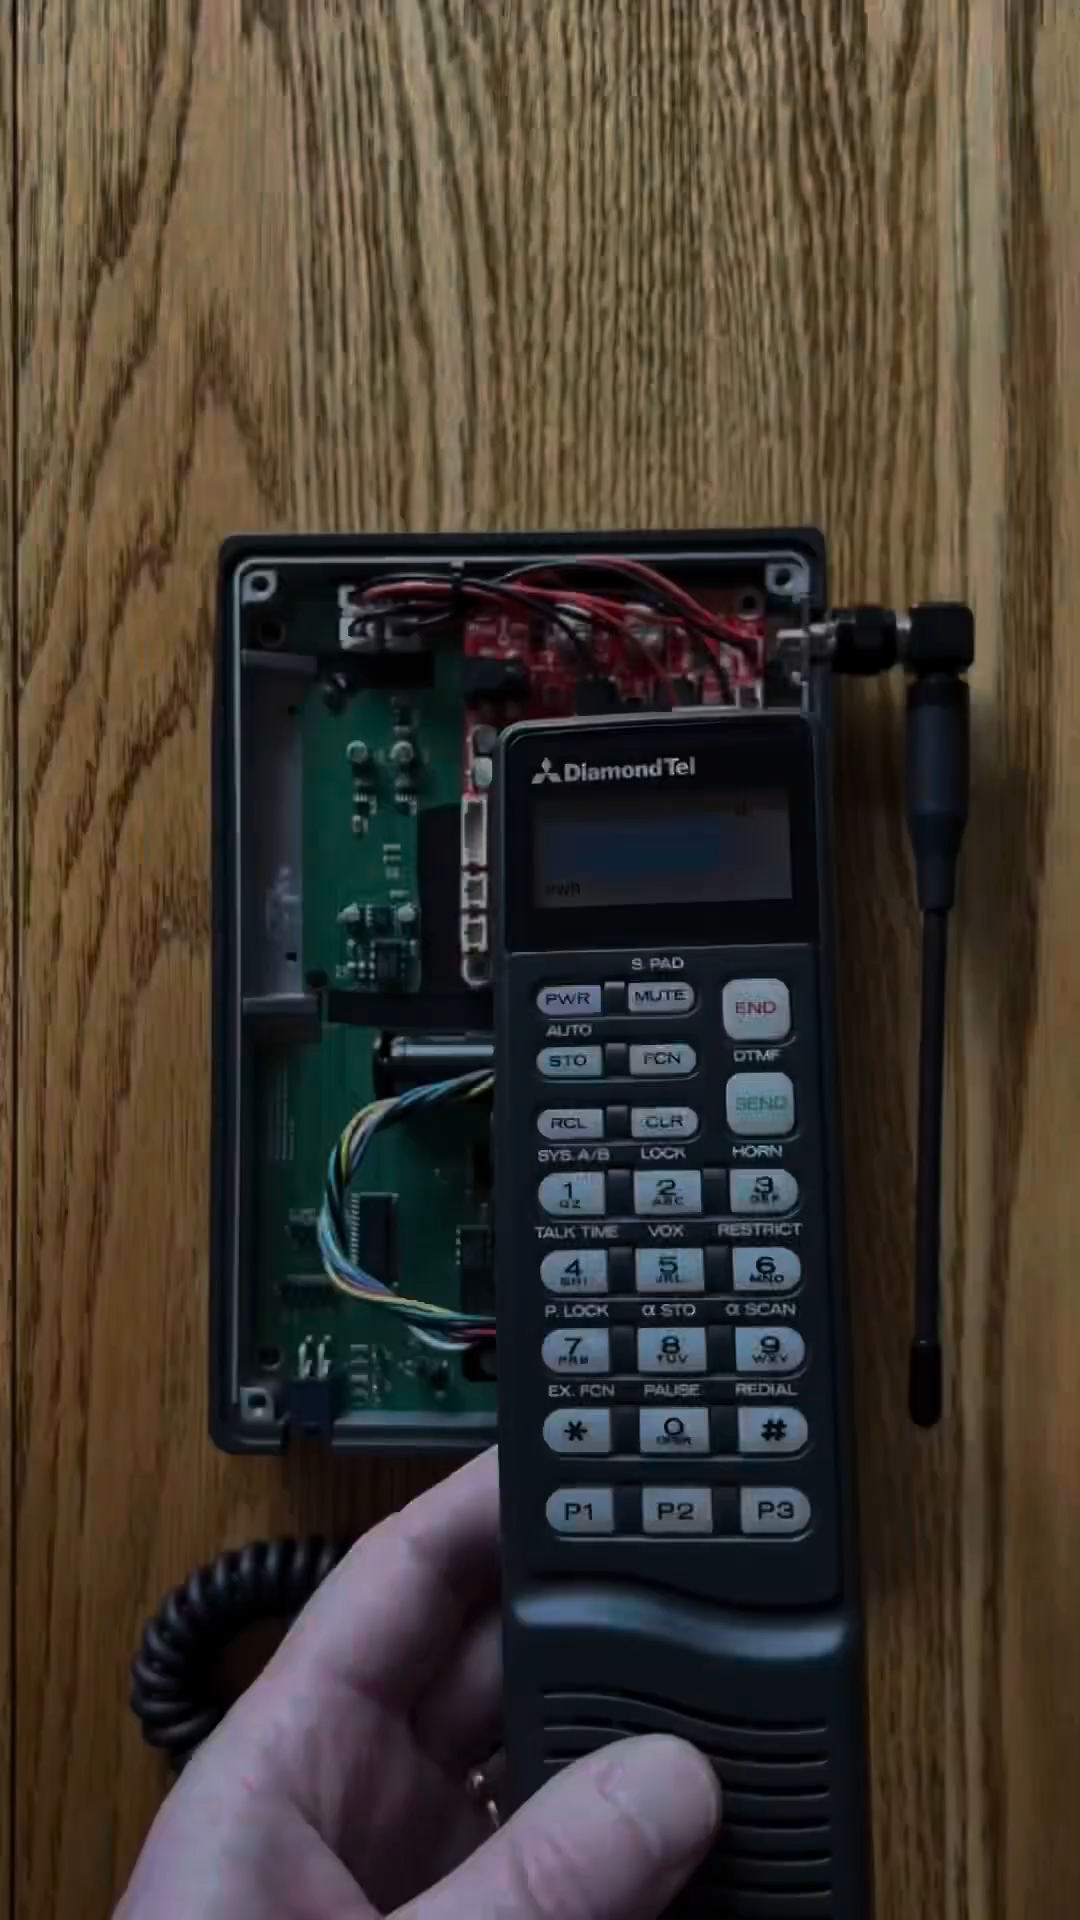 DiamondTel
PWR
S. PAD
PWR MUTE END
AUTO DTMF
STO FCN
SEND
RCL CLR
SYS. A/B LOCK HORN
1 2 3
QZ ABC DEF
TALK TIME VOX RESTRICT
4 5 6
GHI JKL MNO
P. LOCK α STO α SCAN
7 8 9
PRS TUV WXY
EX. FCN PAUSE REDIAL
* 0 #
OPER
P1 P2 P3